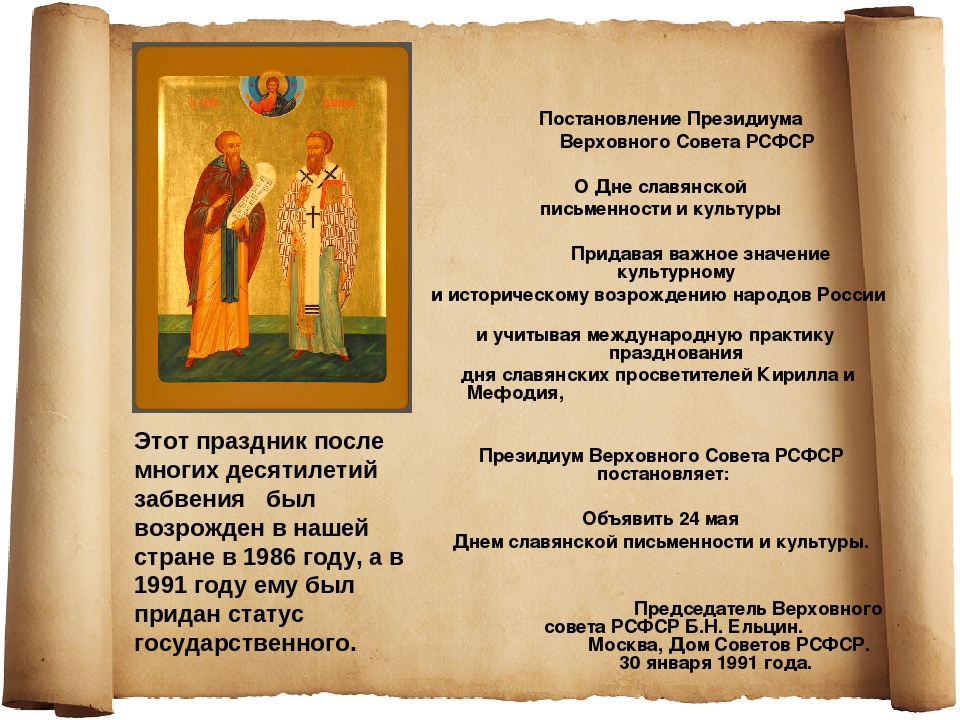 Этот праздник после
многих десятилетий
забвения был
возрожден в нашей
стране в 1986 году, а в
1991 году ему был
придан статус
государственного.
Постановление Президиума
Верховного Совета РСФСР
О Дне славянской
письменности и культуры
Придавая важное значение
культурному
и историческому возрождению народов России
и учитывая международную практику
празднования
дня славянских просветителей Кирилла и
Мефодия,
Президиум Верховного Совета РСФСР
постановляет:
Объявить 24 мая
Днем славянской письменности и культуры.
Председатель Верховного
совета РСФСР Б.Н. Ельцин.
Москва, Дом Советов РСФСР.
30 января 1991 года.